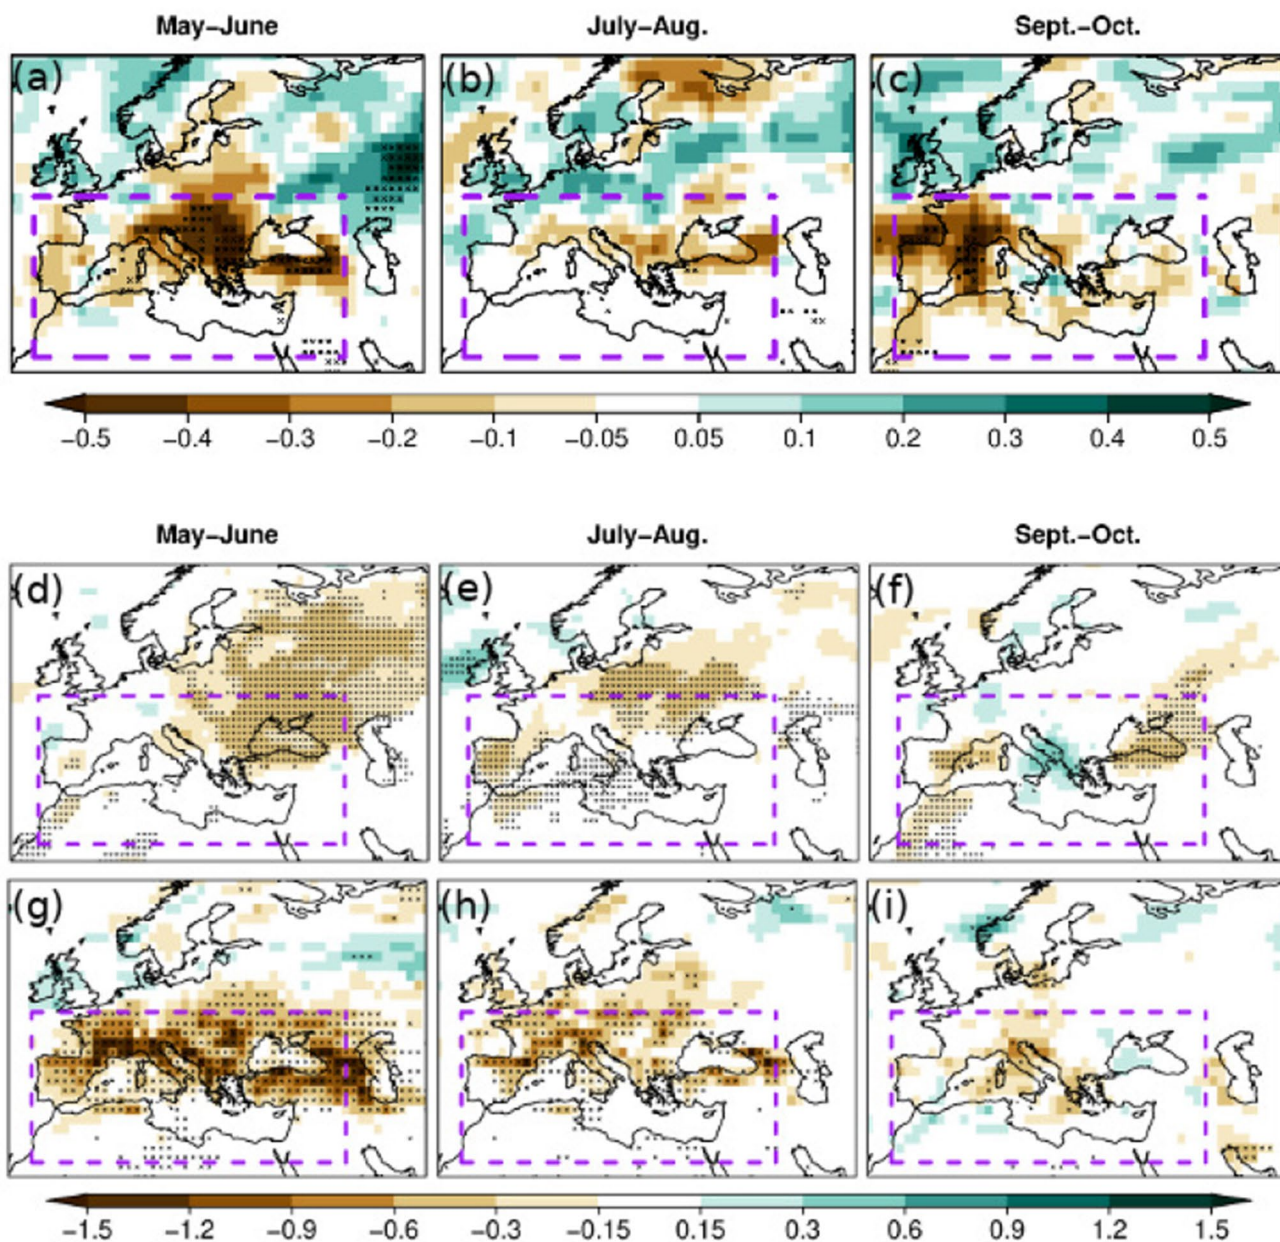 May–June July–Aug. Sept.–Oct.
(a) (b) (c)
−0.5 −0.4 −0.3 −0.2 −0.1 −0.05 0.05 0.1 0.2 0.3 0.4 0.5
May–June July–Aug. Sept.–Oct.
(d) (e) (f)
(g) (h) (i)
−1.5 −1.2 −0.9 −0.6 −0.3 −0.15 0.15 0.3 0.6 0.9 1.2 1.5